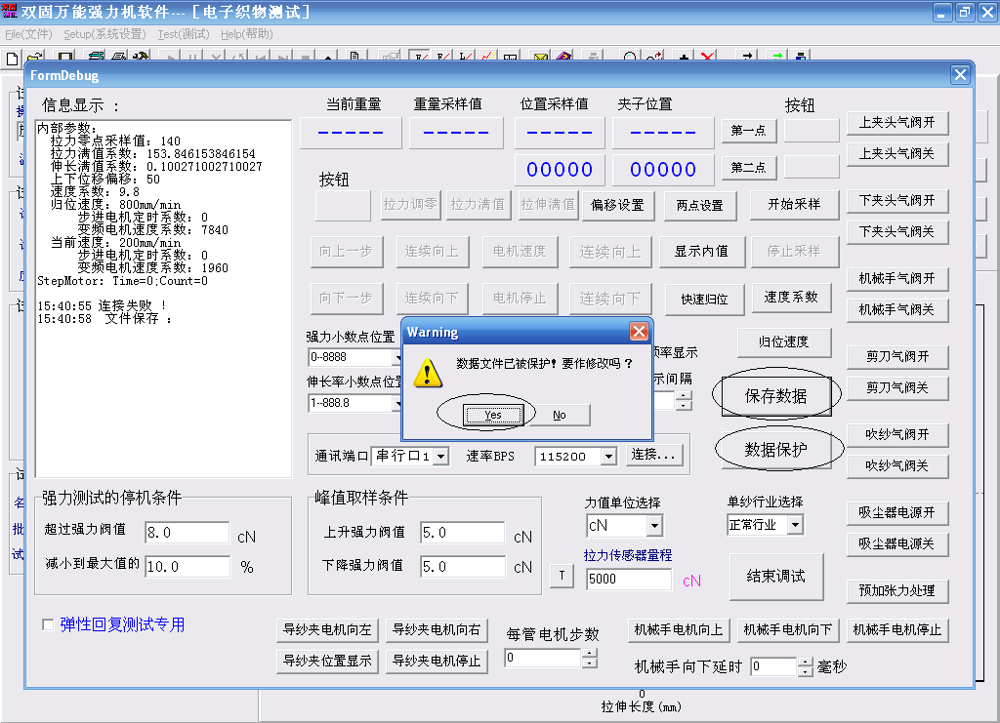 双固万能强力机软件---［电子织物测试］
File(文件) Setup(系统设置) Test(测试) Help(帮助)
FormDebug
信息显示 ：
内部参数:
拉力零点采样值: 140
拉力满值系数: 153.846153846154
伸长满值系数: 0.100271002710027
上下位移偏移: 50
速度系数: 9.8
归位速度: 800mm/min
步进电机定时系数: 0
变频电机速度系数: 7840
当前速度: 200mm/min
步进电机定时系数: 0
变频电机速度系数: 1960
StepMotor: Time=0;Count=0
15:40:55 连接失败 !
15:40:58 文件保存 :
当前重量 重量采样值 位置采样值 夹子位置 按钮
----- ----- ----- -----
第一点
00000 00000
第二点
按钮
拉力调零 拉力满值 拉伸满值 偏移设置 两点设置 开始采样
向上一步 连续向上 电机速度 连续向上 显示内值 停止采样
向下一步 连续向下 电机停止 连续向下 快速归位 速度系数
强力小数点位置
0--8888
伸长率小数点位置
1--888.8
频率显示
示间隔
归位速度
保存数据
数据保护
Warning
数据文件已被保护! 要作修改吗？
Yes No
通讯端口 串行口1 速率BPS 115200 连接...
上夹头气阀开
上夹头气阀关
下夹头气阀开
下夹头气阀关
机械手气阀开
机械手气阀关
剪刀气阀开
剪刀气阀关
吹纱气阀开
吹纱气阀关
吸尘器电源开
吸尘器电源关
预加张力处理
强力测试的停机条件
超过强力阀值 8.0 cN
减小到最大值的 10.0 %
峰值取样条件
上升强力阀值 5.0 cN
下降强力阀值 5.0 cN
T
力值单位选择
cN
拉力传感器量程
5000 cN
单纱行业选择
正常行业
结束调试
弹性回复测试专用
导纱夹电机向左 导纱夹电机向右
导纱夹位置显示 导纱夹电机停止
每管电机步数
0
机械手电机向上 机械手电机向下 机械手电机停止
机械手向下延时 0 毫秒
0
拉伸长度(mm)